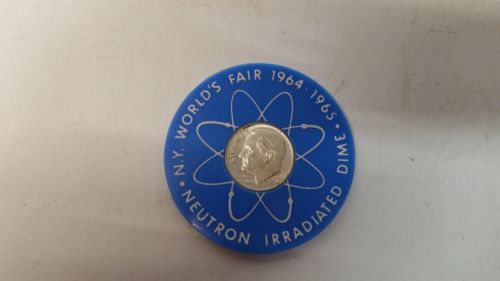 • N.Y. WORLD'S FAIR 1964-1965 •
NEUTRON IRRADIATED DIME